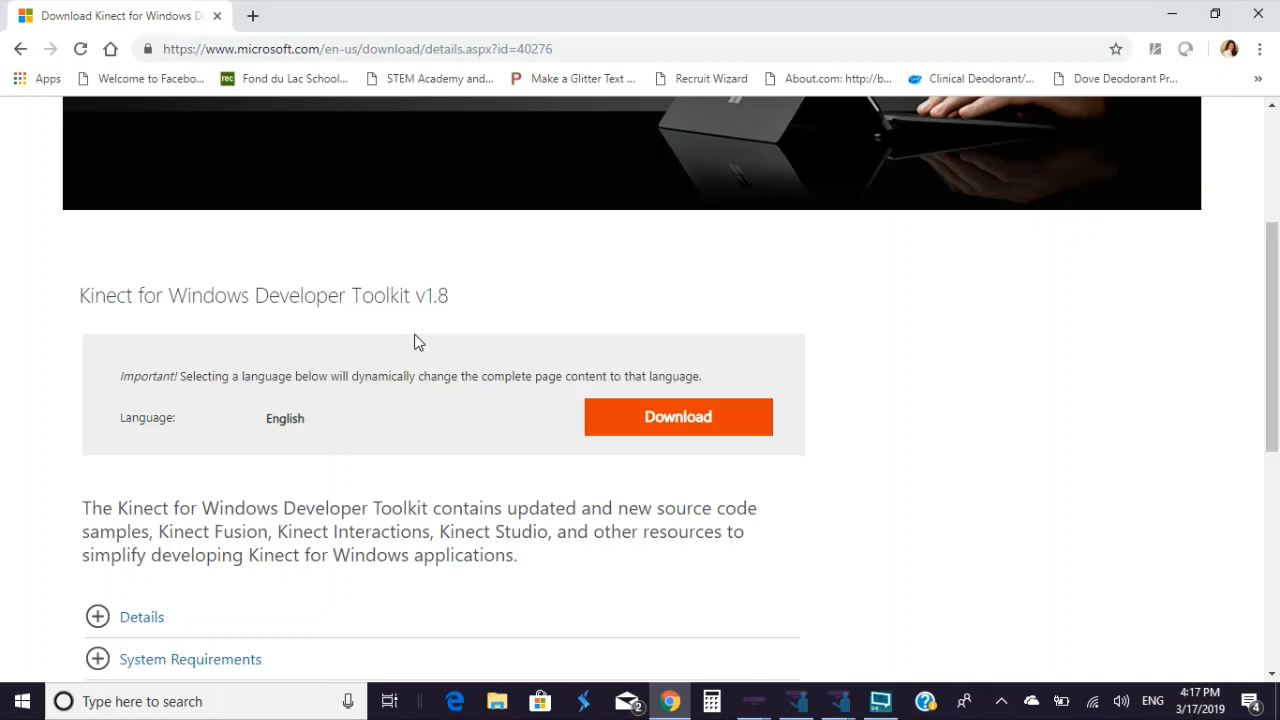 Download Kinect for Windows D
https://www.microsoft.com/en-us/download/details.aspx?id=40276
Apps
Welcome to Facebo...
rec
Fond du Lac School...
STEM Academy and...
Make a Glitter Text ...
Recruit Wizard
About.com: http://b...
Clinical Deodorant/...
Dove Deodorant Pr...
»
Kinect for Windows Developer Toolkit v1.8
Important! Selecting a language below will dynamically change the complete page content to that language.
Language:
English
Download
The Kinect for Windows Developer Toolkit contains updated and new source code
samples, Kinect Fusion, Kinect Interactions, Kinect Studio, and other resources to
simplify developing Kinect for Windows applications.
Details
System Requirements
Type here to search
2
ENG
4:17 PM
3/17/2019
4